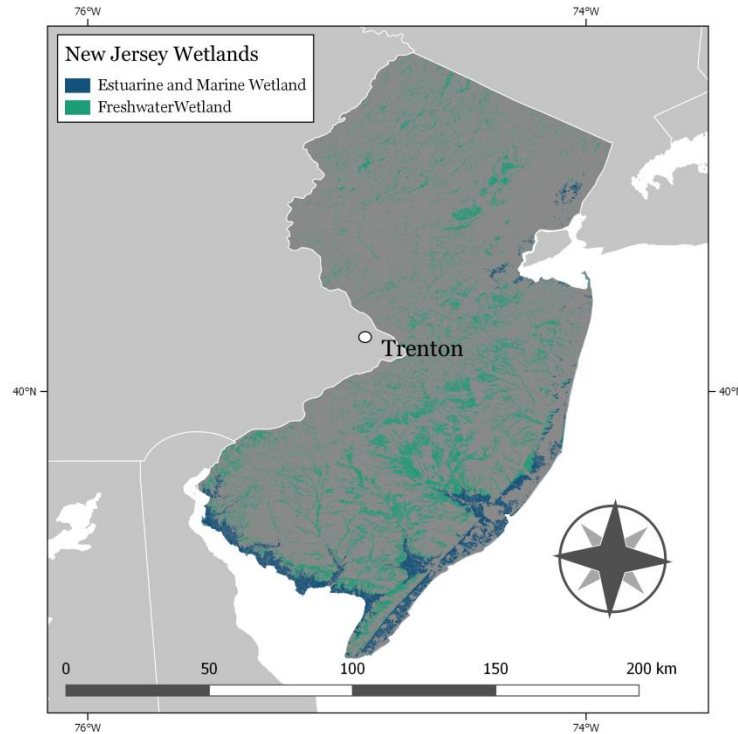 76°W 74°W
New Jersey Wetlands
Estuarine and Marine Wetland
FreshwaterWetland
Trenton
40°N 40°N
0 50 100 150 200 km
76°W 74°W